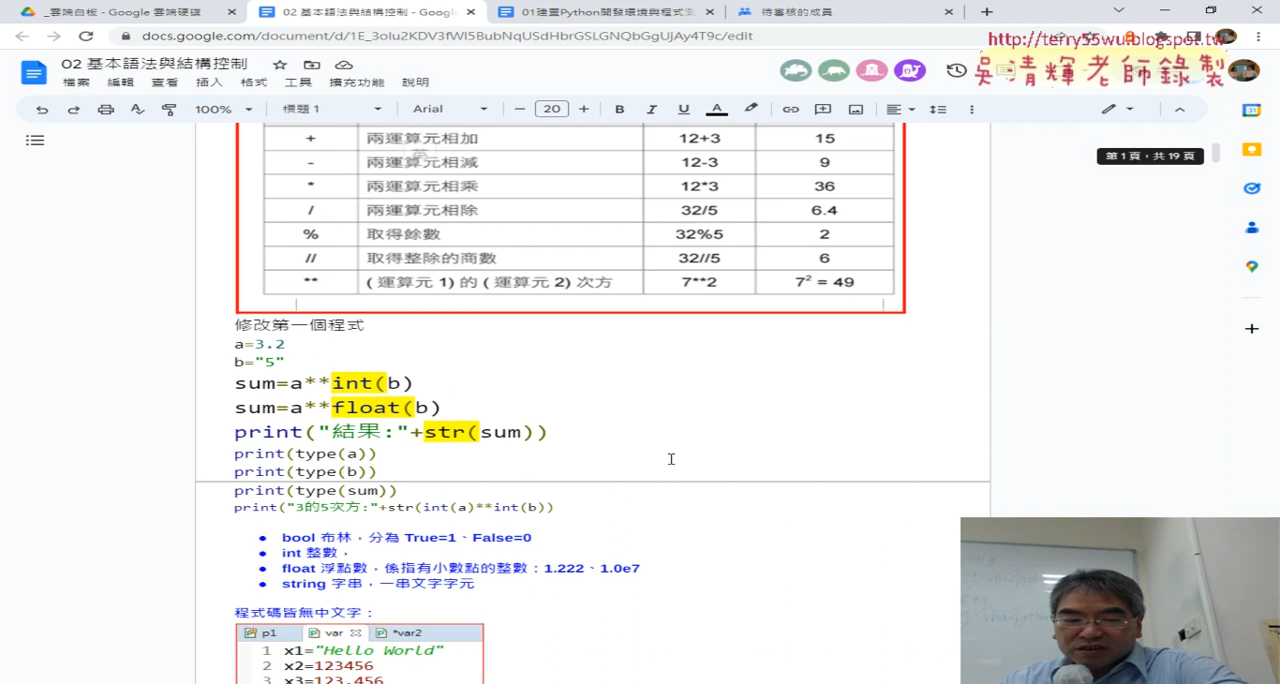 _雲端白板 - Google 雲端硬碟
02 基本語法與結構控制 - Google
01建置Python開發環境與程式流
待審核的成員
docs.google.com/document/d/1E_3oIu2KDV3fWI5BubNqUSdHbrGSLGNQbGgUjAy4T9c/edit
http://terry55wu.blogspot.tw
吳清輝老師錄製
02 基本語法與結構控制
檔案 編輯 查看 插入 格式 工具 擴充功能 說明
100% 標題 1 Arial − 20 + B I U A
+ 兩運算元相加 12+3 15
- 兩運算元相減 12-3 9
* 兩運算元相乘 12*3 36
/ 兩運算元相除 32/5 6.4
% 取得餘數 32%5 2
// 取得整除的商數 32//5 6
** ( 運算元 1) 的 ( 運算元 2) 次方 7**2 7² = 49
第 1 頁，共 19 頁
修改第一個程式
a=3.2
b="5"
sum=a**int(b)
sum=a**float(b)
print("結果:"+str(sum))
print(type(a))
print(type(b))
print(type(sum))
print("3的5次方:"+str(int(a)**int(b))
● bool 布林，分為 True=1、False=0
● int 整數，
● float 浮點數，係指有小數點的整數：1.222、1.0e7
● string 字串，一串文字字元
程式碼皆無中文字：
p1 var *var2
1 x1="Hello World"
2 x2=123456
3 x3=123.456